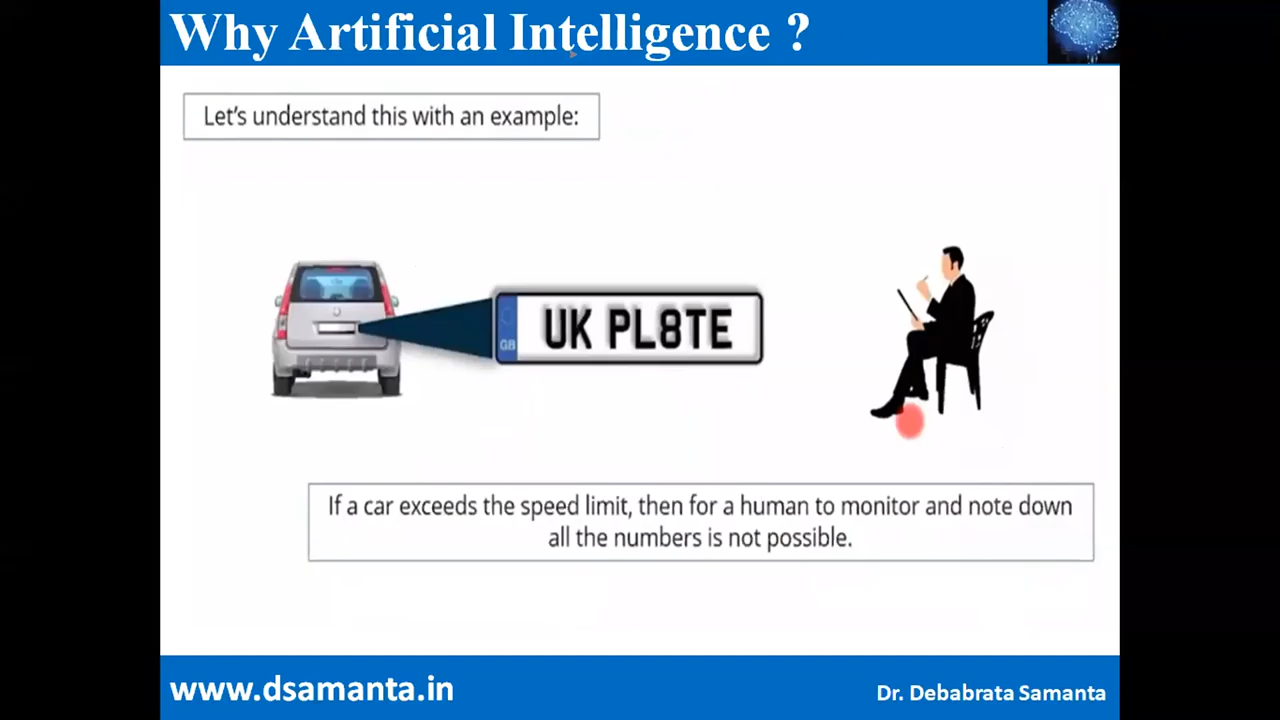 Why Artificial Intelligence ?
Let's understand this with an example:
GB
UK PL8TE
If a car exceeds the speed limit, then for a human to monitor and note down
all the numbers is not possible.
www.dsamanta.in
Dr. Debabrata Samanta